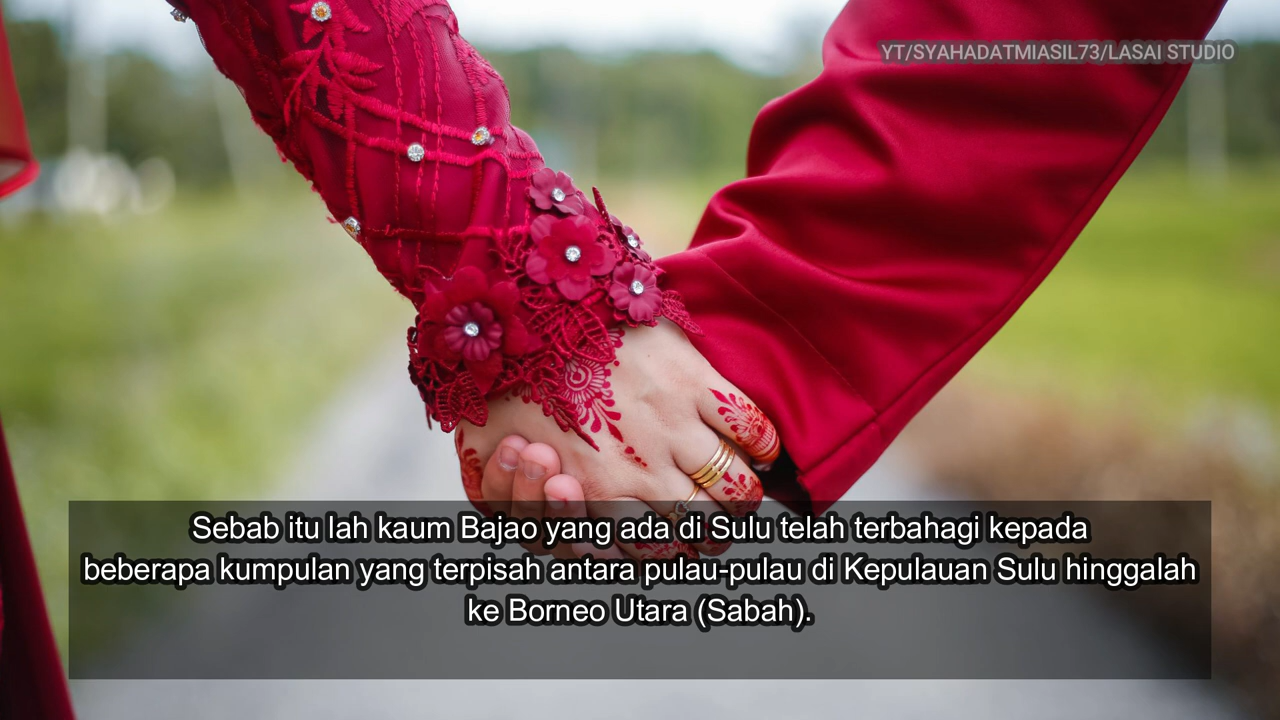 YT/SYAHADATMIASIL73/LASAI STUDIO
Sebab itu lah kaum Bajao yang ada di Sulu telah terbahagi kepada
beberapa kumpulan yang terpisah antara pulau-pulau di Kepulauan Sulu hinggalah
ke Borneo Utara (Sabah).